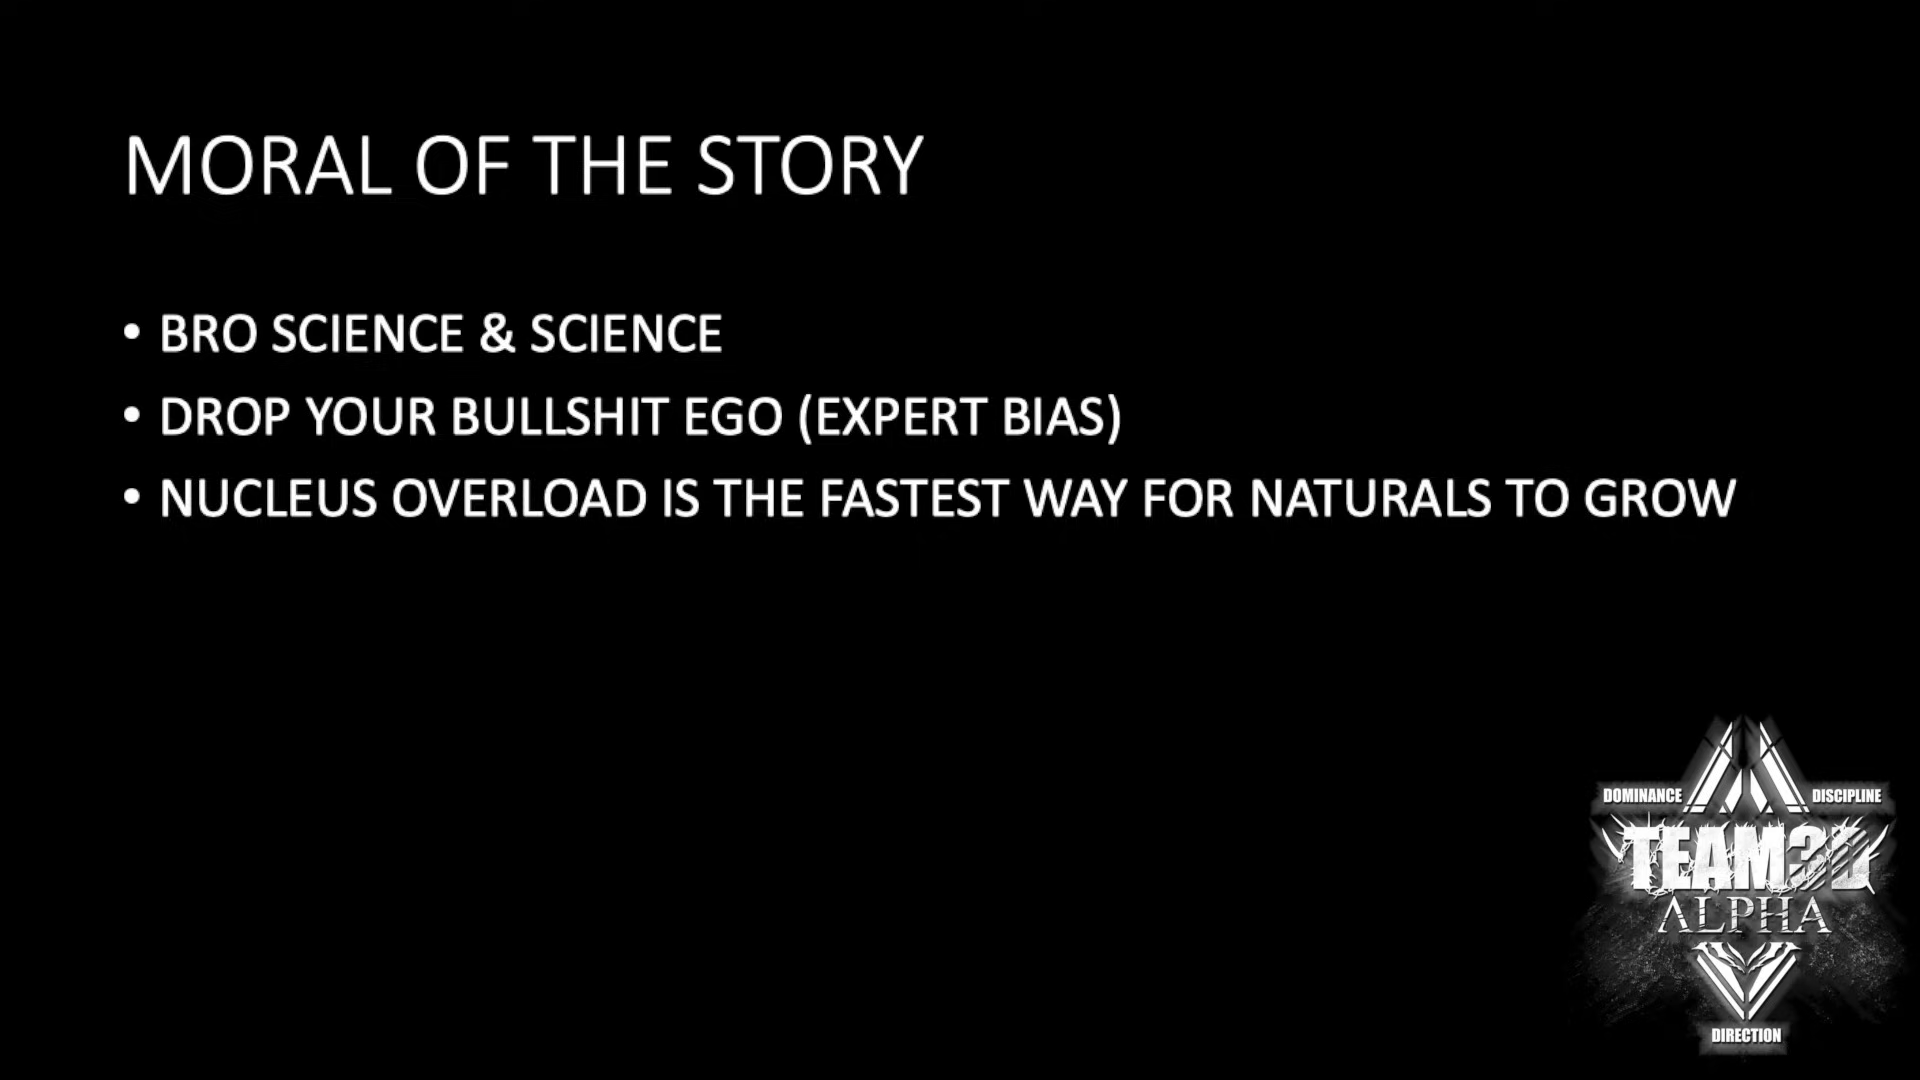 MORAL OF THE STORY
• BRO SCIENCE & SCIENCE
• DROP YOUR BULLSHIT EGO (EXPERT BIAS)
• NUCLEUS OVERLOAD IS THE FASTEST WAY FOR NATURALS TO GROW
DOMINANCE DISCIPLINE
TEAM3D
ALPHA
DIRECTION